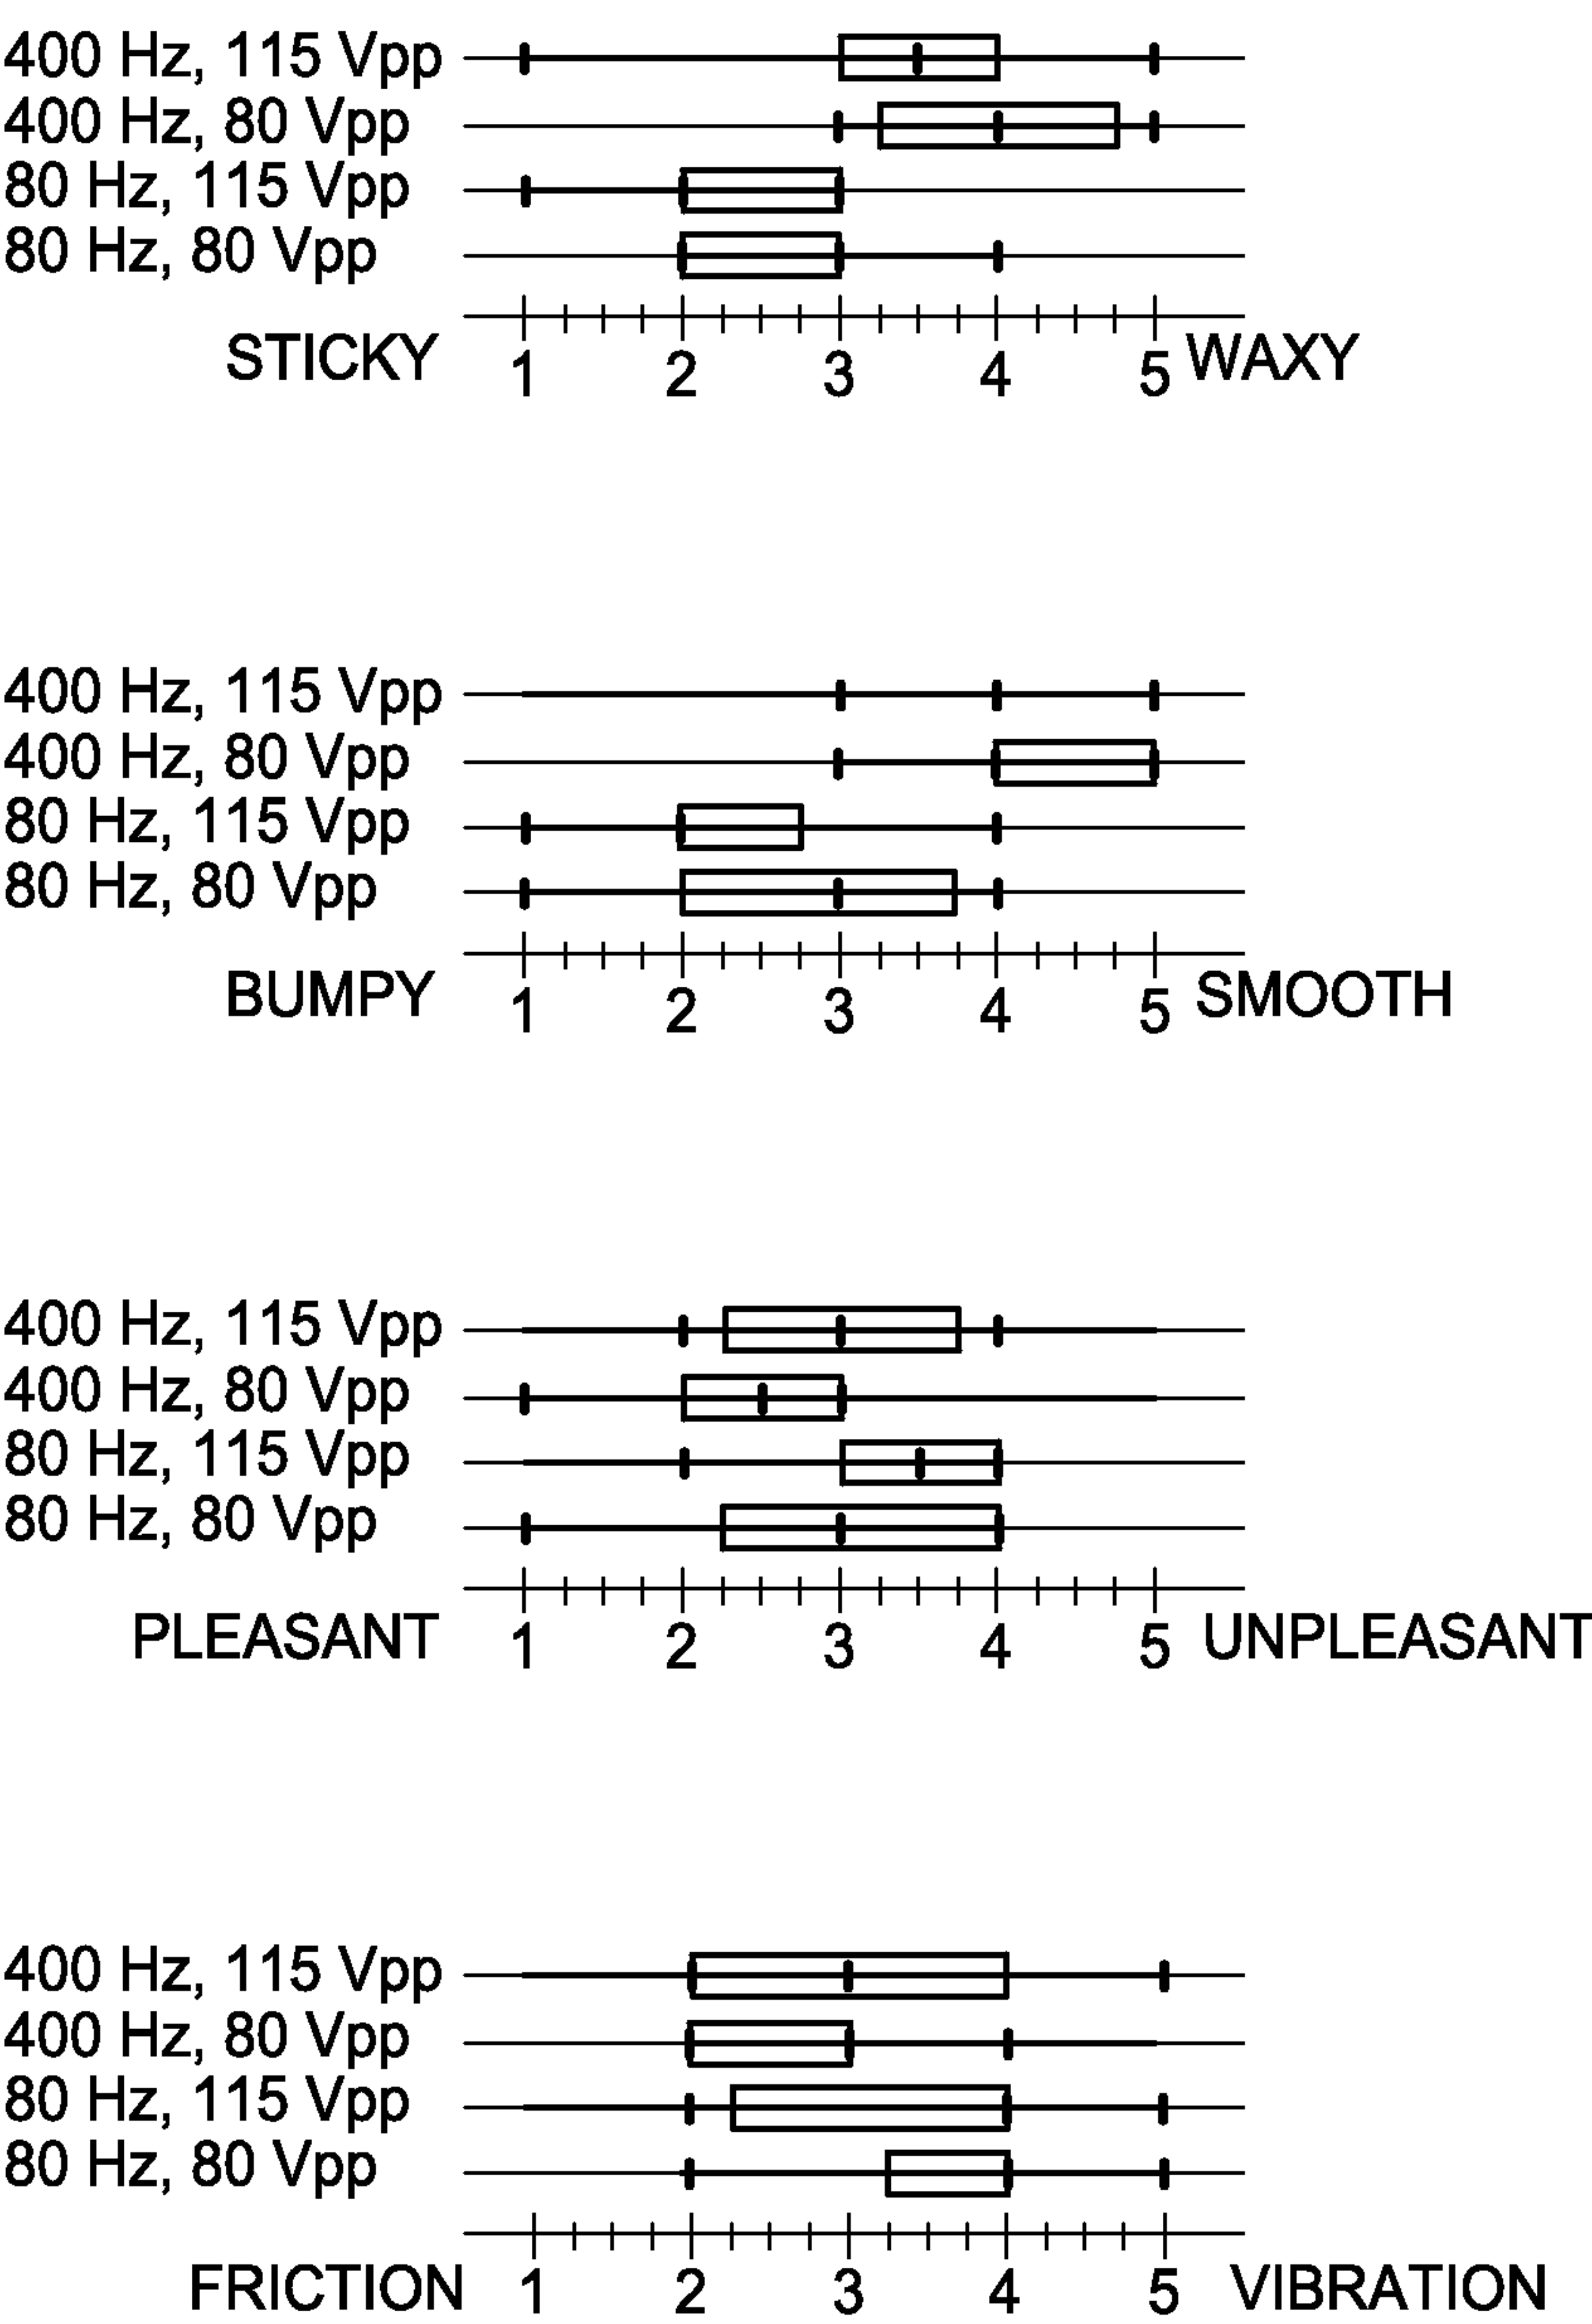 400 Hz, 115 Vpp
400 Hz, 80 Vpp
80 Hz, 115 Vpp
80 Hz, 80 Vpp
STICKY 1 2 3 4 5 WAXY
400 Hz, 115 Vpp
400 Hz, 80 Vpp
80 Hz, 115 Vpp
80 Hz, 80 Vpp
BUMPY 1 2 3 4 5 SMOOTH
400 Hz, 115 Vpp
400 Hz, 80 Vpp
80 Hz, 115 Vpp
80 Hz, 80 Vpp
PLEASANT 1 2 3 4 5 UNPLEASANT
400 Hz, 115 Vpp
400 Hz, 80 Vpp
80 Hz, 115 Vpp
80 Hz, 80 Vpp
FRICTION 1 2 3 4 5 VIBRATION